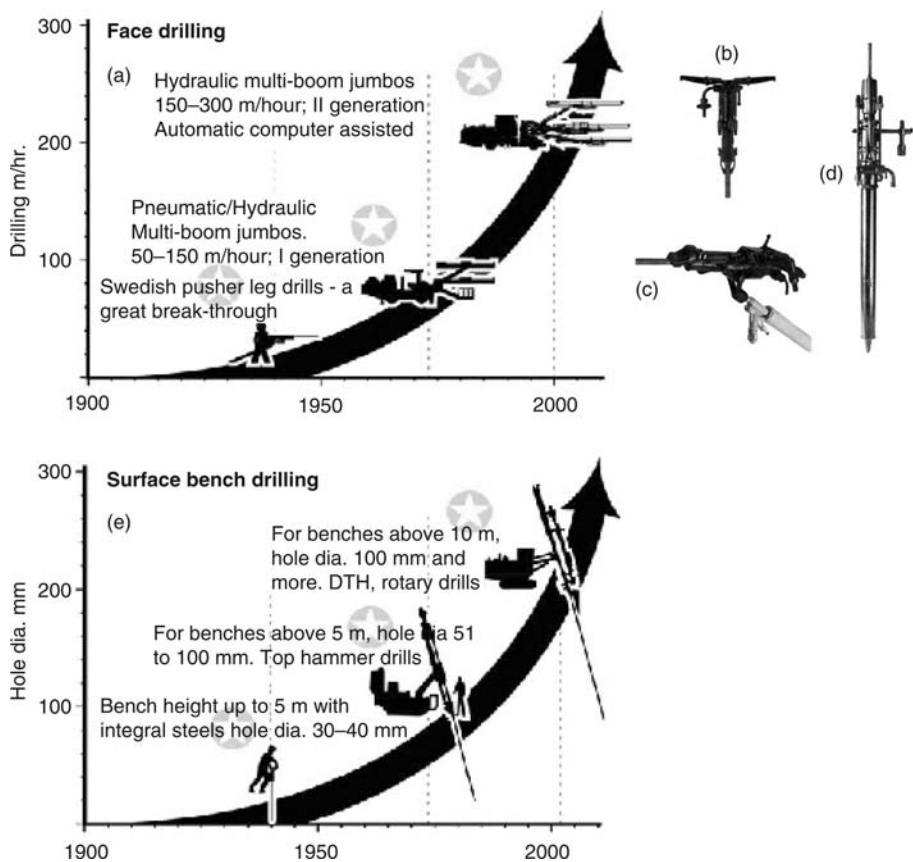 300
Face drilling
(a)
Hydraulic multi-boom jumbos
150–300 m/hour; II generation
Automatic computer assisted
200
Drilling m/hr.
Pneumatic/Hydraulic
Multi-boom jumbos.
50–150 m/hour; I generation
100
Swedish pusher leg drills - a
great break-through
1900
1950
2000
(b)
(c)
(d)
300
Surface bench drilling
(e)
For benches above 10 m,
hole dia. 100 mm and
more. DTH, rotary drills
200
Hole dia. mm
For benches above 5 m, hole dia 51
to 100 mm. Top hammer drills
100
Bench height up to 5 m with
integral steels hole dia. 30–40 mm
1900
1950
2000